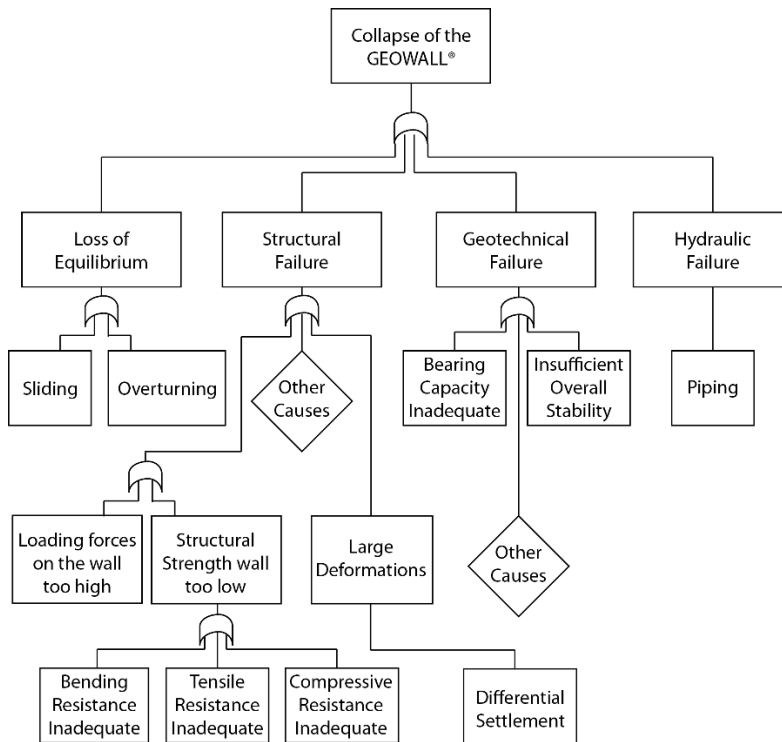 Collapse of the
GEOWALL®
Loss of
Equilibrium
Structural
Failure
Geotechnical
Failure
Hydraulic
Failure
Sliding
Overturning
Other
Causes
Bearing
Capacity
Inadequate
Insufficient
Overall
Stability
Piping
Loading forces
on the wall
too high
Structural
Strength wall
too low
Large
Deformations
Other
Causes
Bending
Resistance
Inadequate
Tensile
Resistance
Inadequate
Compressive
Resistance
Inadequate
Differential
Settlement